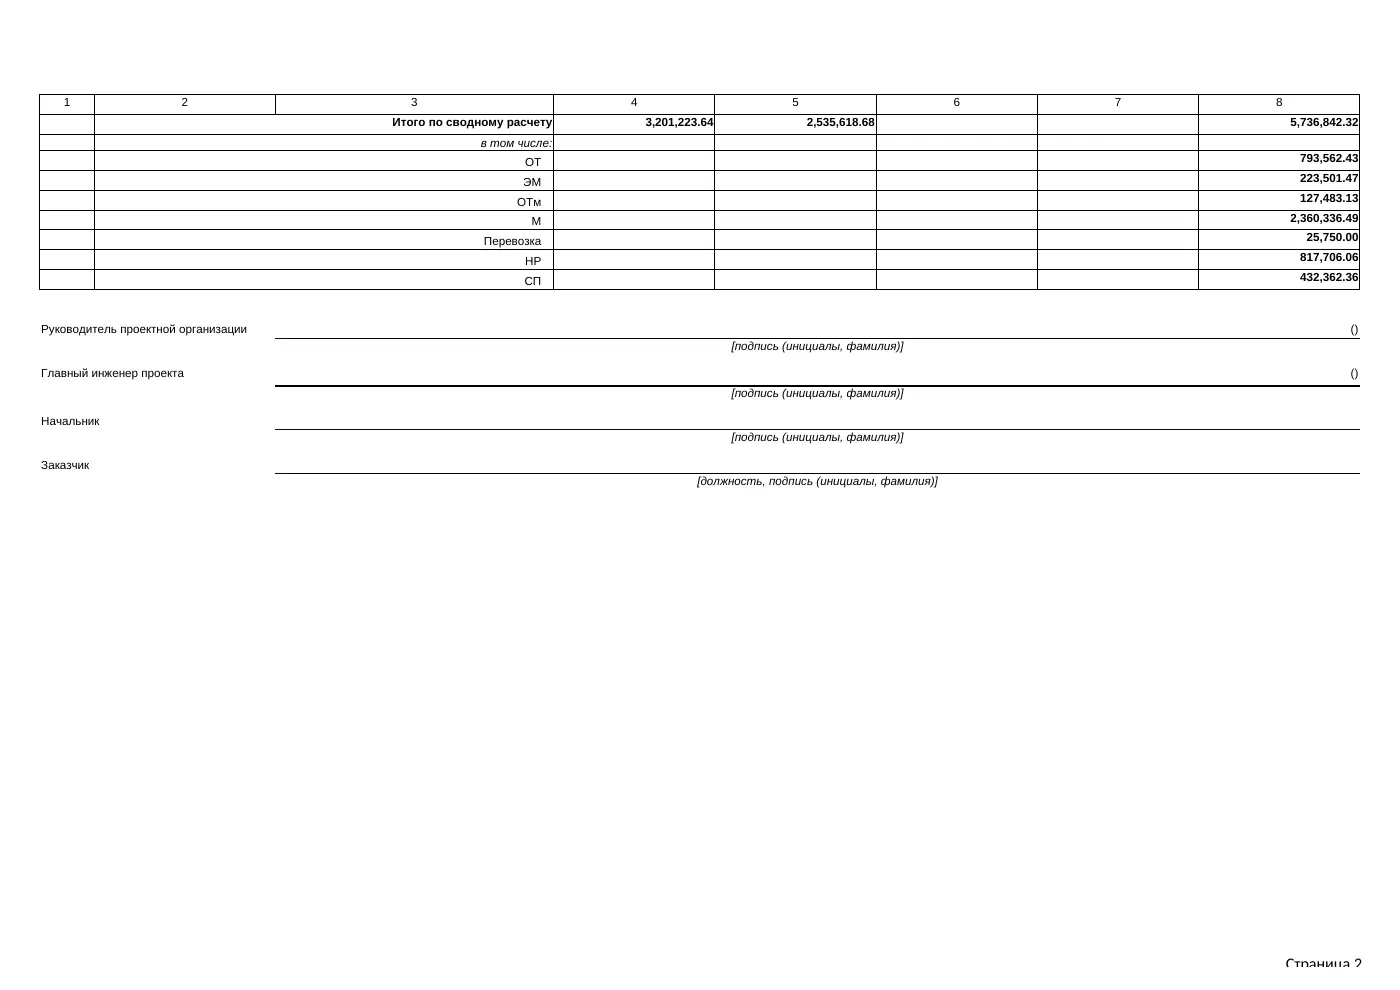 1 2 3 4 5 6 7 8
Итого по сводному расчету 3,201,223.64 2,535,618.68 5,736,842.32
в том числе:
ОТ 793,562.43
ЭМ 223,501.47
ОТм 127,483.13
М 2,360,336.49
Перевозка 25,750.00
НР 817,706.06
СП 432,362.36
Руководитель проектной организации ()
[подпись (инициалы, фамилия)]
Главный инженер проекта ()
[подпись (инициалы, фамилия)]
Начальник
[подпись (инициалы, фамилия)]
Заказчик
[должность, подпись (инициалы, фамилия)]
Страница 2